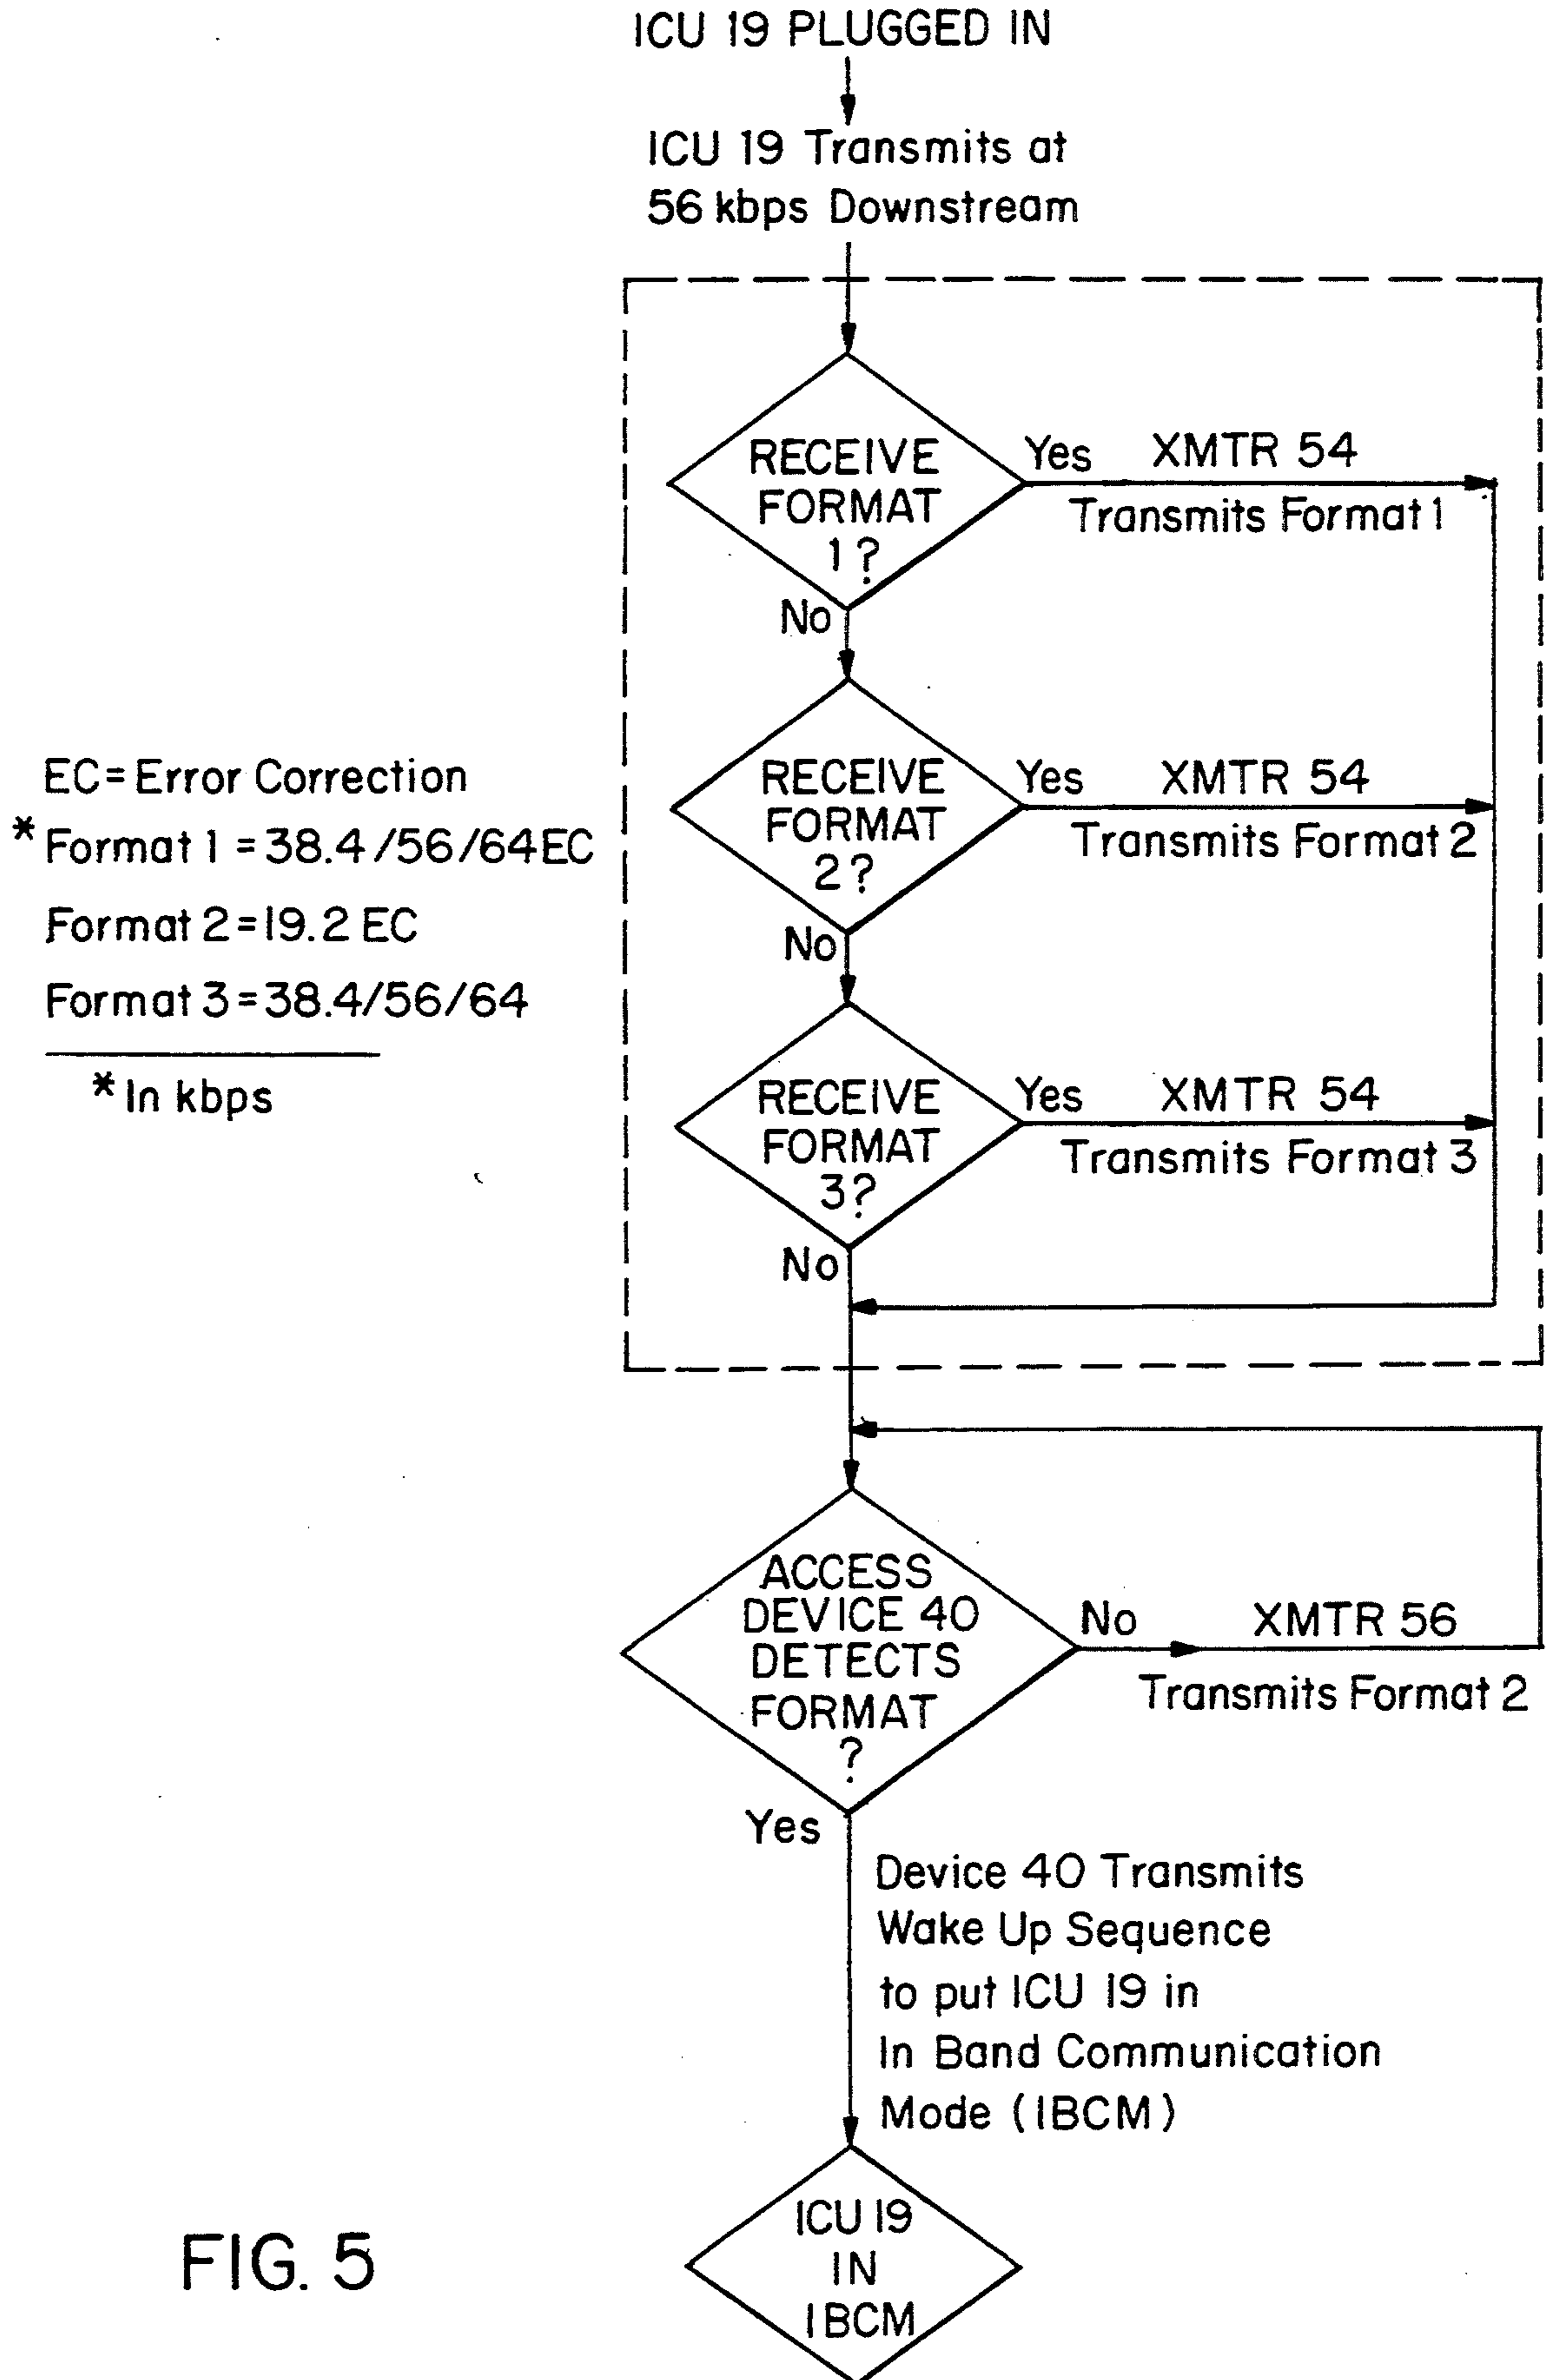 ICU 19 PLUGGED IN
ICU 19 Transmits at
56 kbps Downstream
RECEIVE
FORMAT
1?
Yes
XMTR 54
Transmits Format 1
No
RECEIVE
FORMAT
2?
Yes
XMTR 54
Transmits Format 2
No
EC=Error Correction
* Format 1 = 38.4/56/64EC
Format 2=19.2 EC
Format 3=38.4/56/64
* In kbps
RECEIVE
FORMAT
3?
Yes
XMTR 54
Transmits Format 3
No
ACCESS
DEVICE 40
DETECTS
FORMAT
?
No
XMTR 56
Transmits Format 2
Yes
Device 40 Transmits
Wake Up Sequence
to put ICU 19 in
In Band Communication
Mode (IBCM)
ICU 19
IN
IBCM
FIG. 5